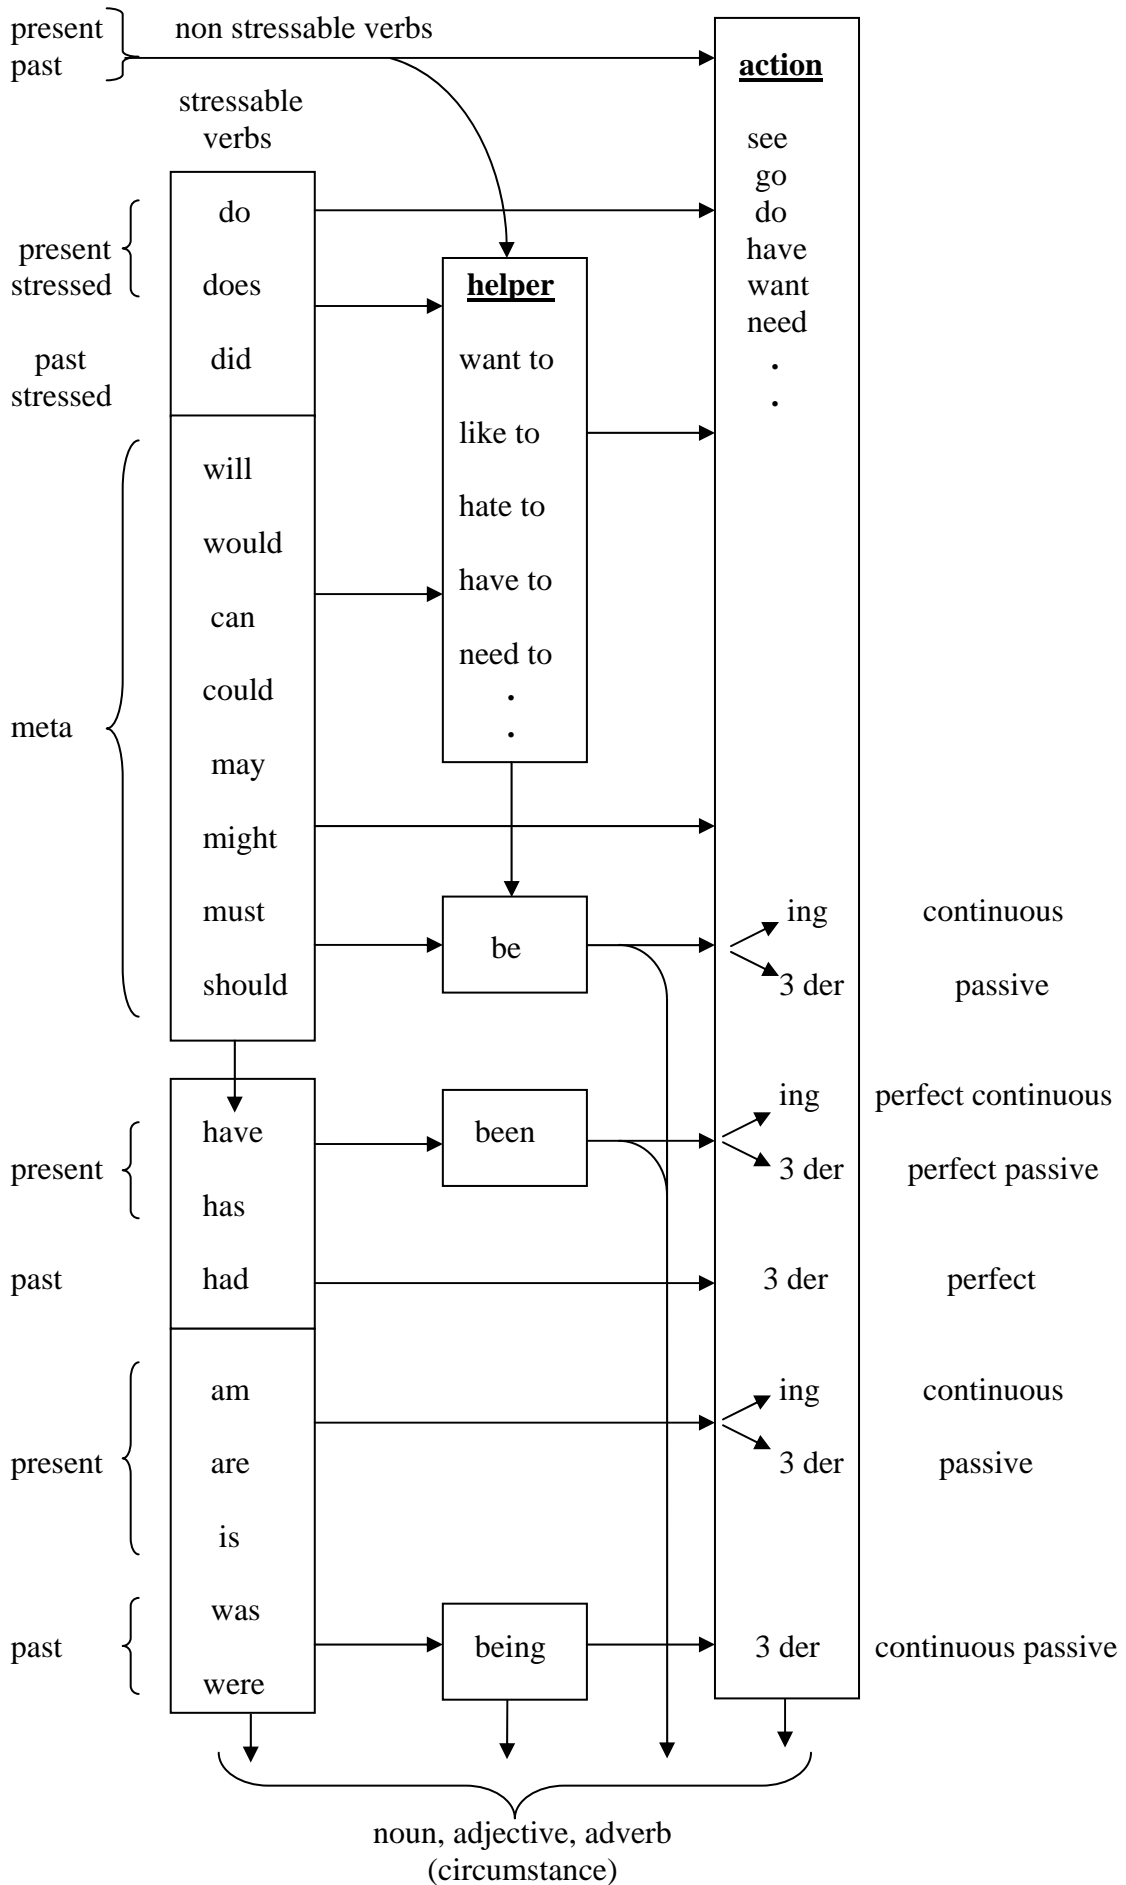 present non stressable verbs
past
action
stressable
verbs
see
go
do do
present have
stressed does helper want
need
past did want to .
stressed .
like to
will
hate to
would
have to
can
need to
could .
meta .
may
might
must ing continuous
be
should 3 der passive
ing perfect continuous
have been
present 3 der perfect passive
has
past had 3 der perfect
am ing continuous
present are 3 der passive
is
was
past being 3 der continuous passive
were
noun, adjective, adverb
(circumstance)